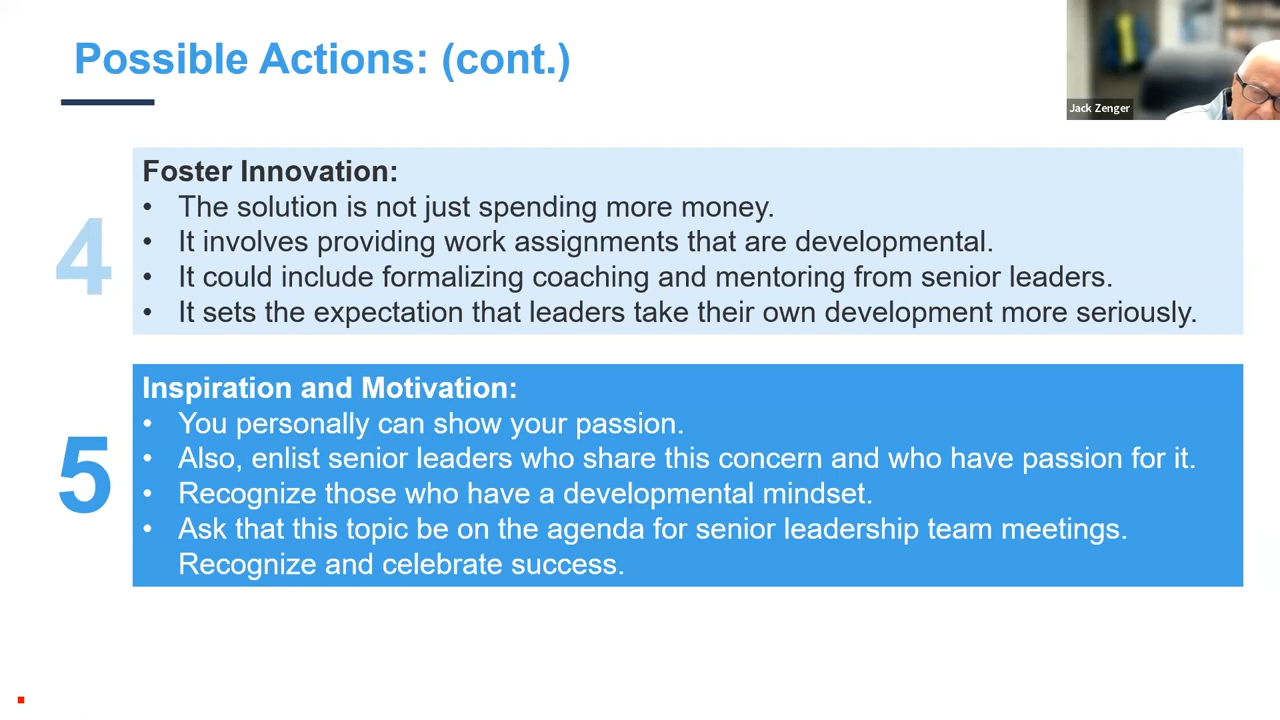 Possible Actions: (cont.)
Jack Zenger
4
Foster Innovation:
• The solution is not just spending more money.
• It involves providing work assignments that are developmental.
• It could include formalizing coaching and mentoring from senior leaders.
• It sets the expectation that leaders take their own development more seriously.
5
Inspiration and Motivation:
• You personally can show your passion.
• Also, enlist senior leaders who share this concern and who have passion for it.
• Recognize those who have a developmental mindset.
• Ask that this topic be on the agenda for senior leadership team meetings.
Recognize and celebrate success.